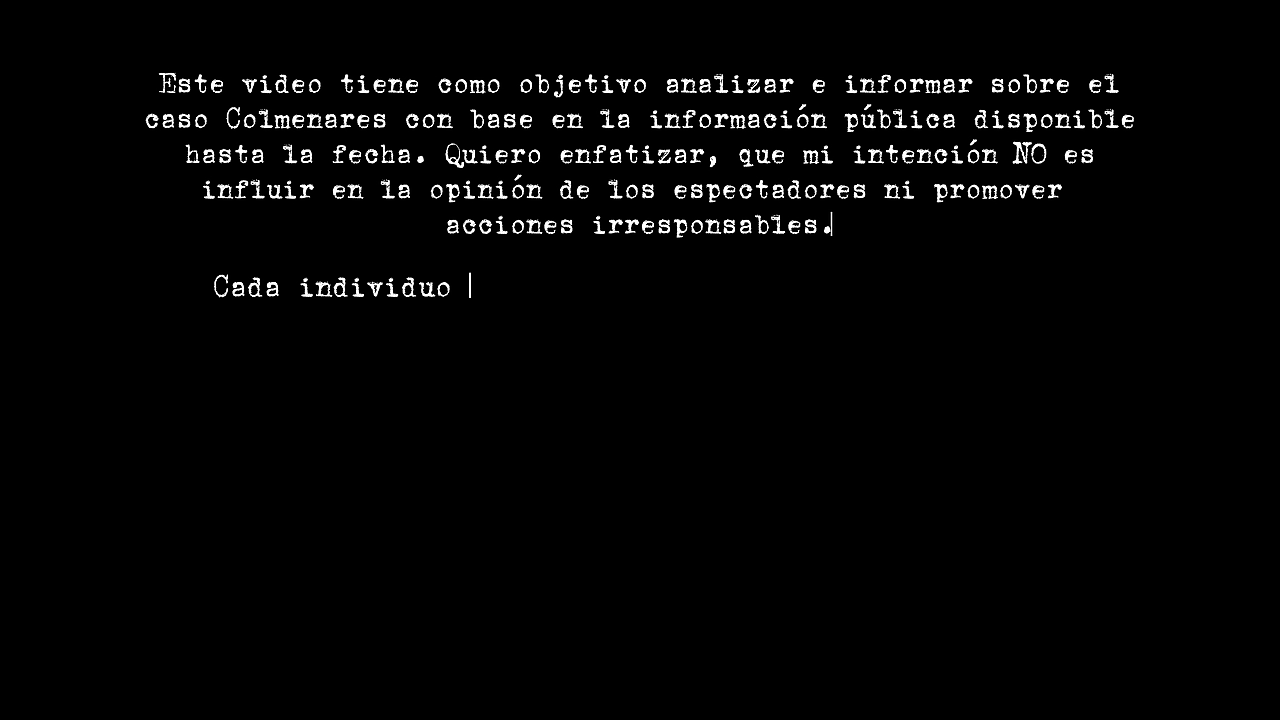 Este video tiene como objetivo analizar e informar sobre el
caso Colmenares con base en la información pública disponible
hasta la fecha. Quiero enfatizar, que mi intención NO es
influir en la opinión de los espectadores ni promover
acciones irresponsables.
Cada individuo